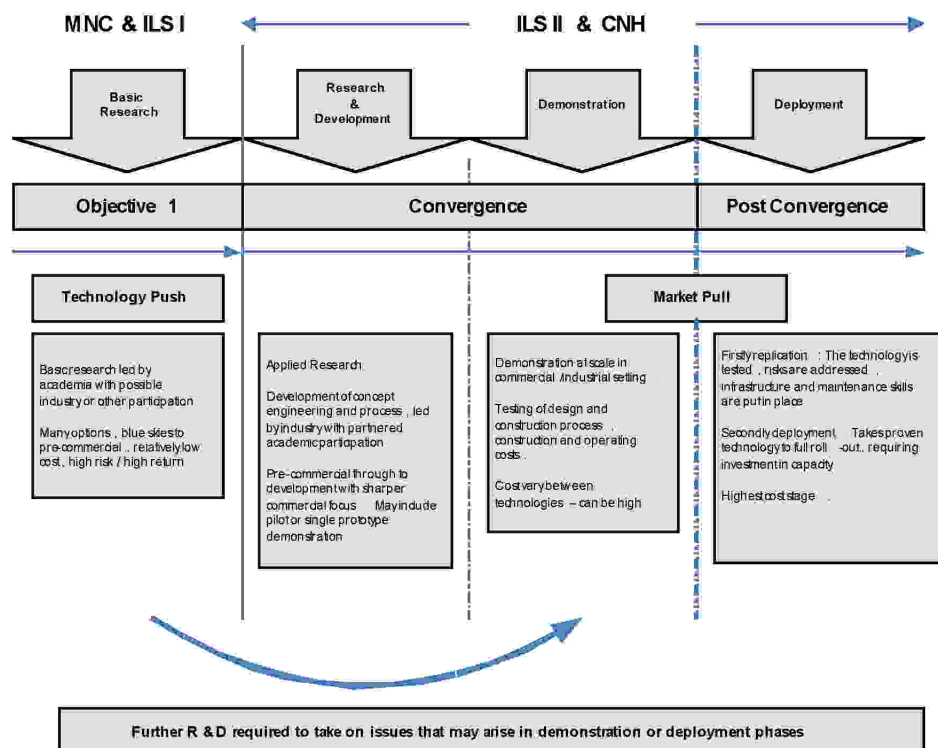 MNC & ILS I
ILS II & CNH
Basic
Research
Research
&
Development
Demonstration
Deployment
Objective 1
Convergence
Post Convergence
Technology Push
Market Pull
Basic research led by
academia with possible
industry or other participation
Many options , blue skies to
pre-commercial ., relatively low
cost , high risk / high return
Applied Research
Development of concept
engineering and process , led
by industry with partnered
academic participation
Pre-commercial through to
development with sharper
commercial focus May include
pilot or single prototype
demonstration
Demonstration at scale in
commercial /industrial setting
Testing of design and
construction process ,
construction and operating
costs .
Cost vary between
technologies – can be high
Firstly replication : The technology is
tested , risks are addressed ,
infrastructure and maintenance skills
are put in place
Secondly deployment, Takes proven
technology to full roll -out , requiring
investment in capacity
Highest cost stage .
Further R & D required to take on issues that may arise in demonstration or deployment phases